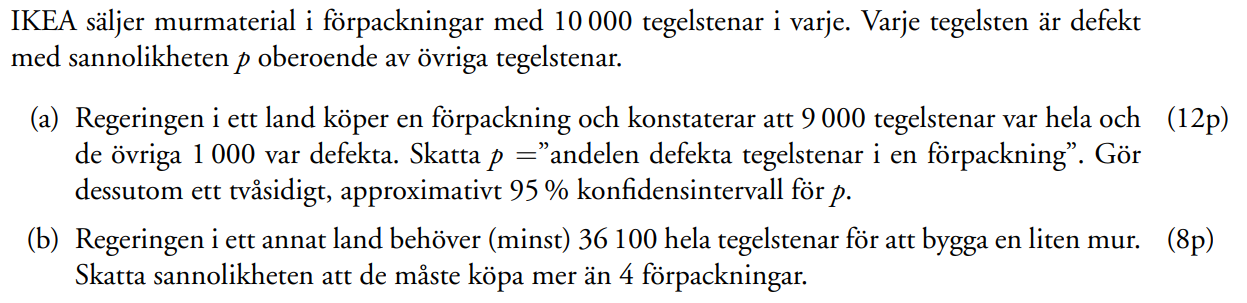 IKEA säljer murmaterial i förpackningar med 10 000 tegelstenar i varje. Varje tegelsten är defekt
med sannolikheten p oberoende av övriga tegelstenar.
(a) Regeringen i ett land köper en förpackning och konstaterar att 9 000 tegelstenar var hela och (12p)
de övriga 1 000 var defekta. Skatta p =”andelen defekta tegelstenar i en förpackning”. Gör
dessutom ett tvåsidigt, approximativt 95 % konfidensintervall för p.
(b) Regeringen i ett annat land behöver (minst) 36 100 hela tegelstenar för att bygga en liten mur. (8p)
Skatta sannolikheten att de måste köpa mer än 4 förpackningar.